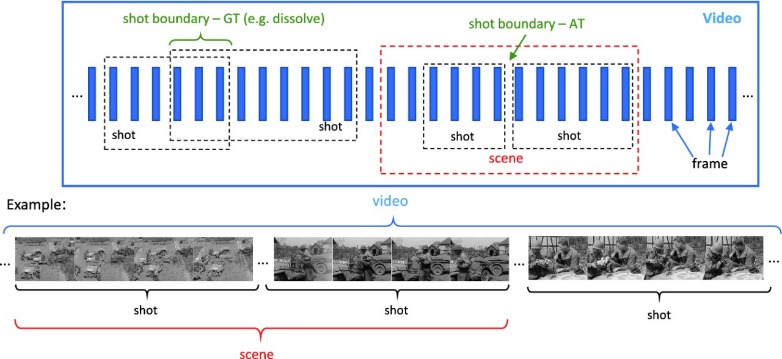 shot boundary – GT (e.g. dissolve)
shot boundary – AT
Video
...
...
shot
shot
shot
shot
scene
frame
Example:
video
...
...
...
...
shot
shot
shot
scene